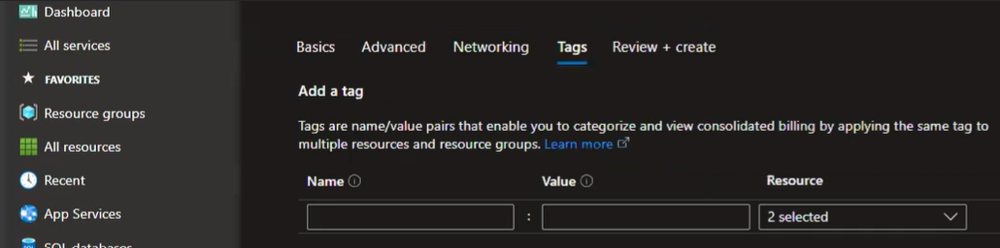 Dashboard
All services
FAVORITES
Resource groups
All resources
Recent
App Services
SQL databases
Basics Advanced Networking Tags Review + create
Add a tag
Tags are name/value pairs that enable you to categorize and view consolidated billing by applying the same tag to
multiple resources and resource groups. Learn more
Name Value Resource
: 2 selected